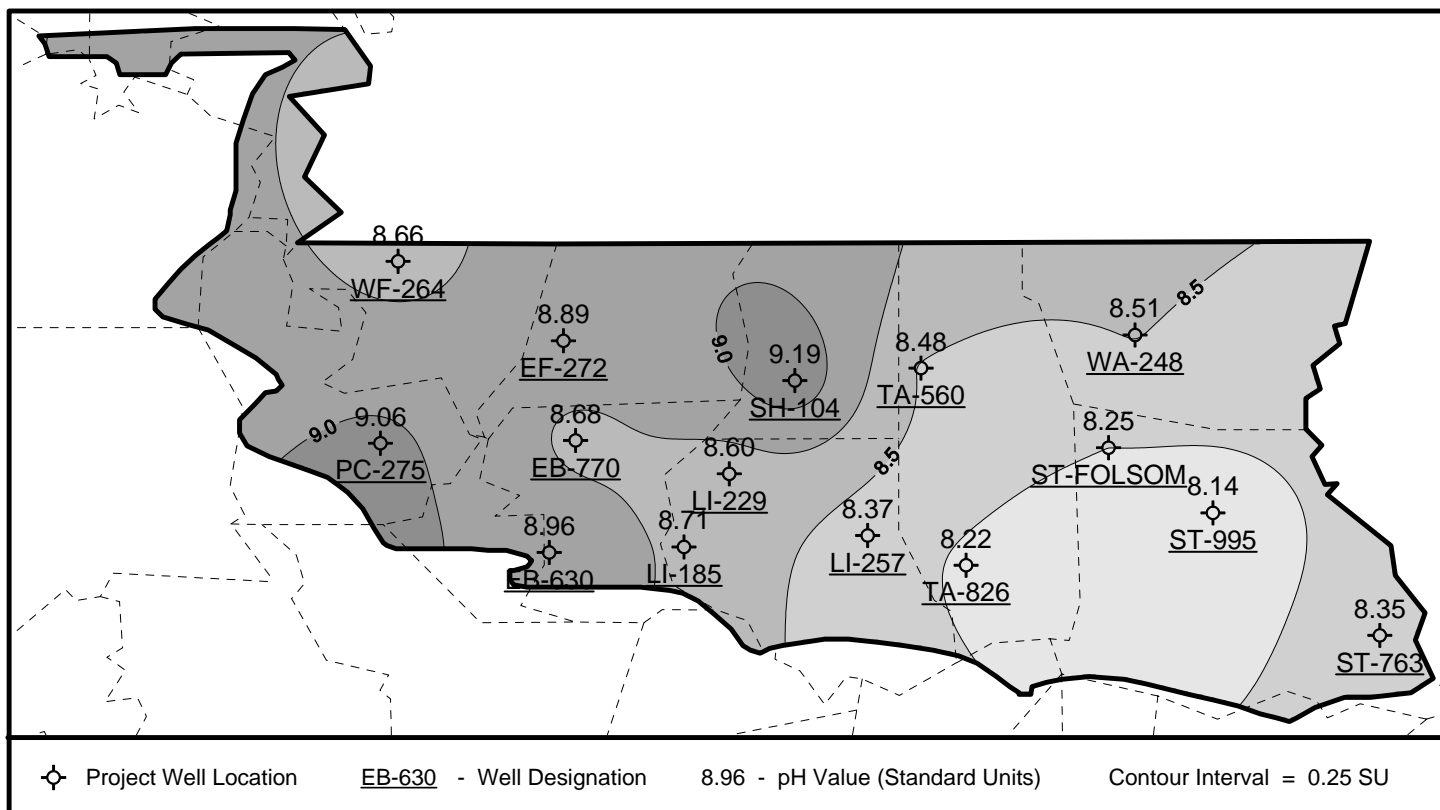 8.66
WF-264
8.89
EF-272
9.0
9.19
SH-104
8.48
TA-560
8.5
8.51
WA-248
9.0
9.06
PC-275
8.68
EB-770
8.60
LI-229
8.5
8.25
ST-FOLSOM
8.14
ST-995
8.96
EB-630
8.71
LI-185
8.37
LI-257
8.22
TA-826
8.35
ST-763
Project Well Location EB-630 - Well Designation 8.96 - pH Value (Standard Units) Contour Interval = 0.25 SU